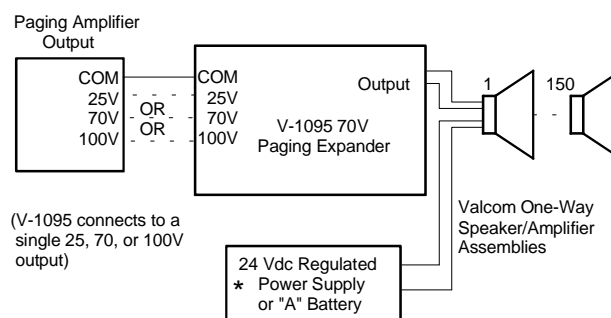 Paging Amplifier
Output
COM
25V
70V
100V
OR
OR
COM
25V
70V
100V
Output
V-1095 70V
Paging Expander
1
150
(V-1095 connects to a
single 25, 70, or 100V
output)
Valcom One-Way
Speaker/Amplifier
Assemblies
24 Vdc Regulated
* Power Supply
or "A" Battery